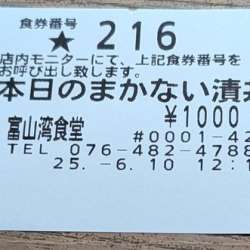 食券番号
★ 216
店内モニターにて、上記食券番号を
お呼び出し致します。
本日のまかない漬丼
¥1000
富山湾食堂 #0001-42
TEL 076-482-4788
25.-6.10 12:1